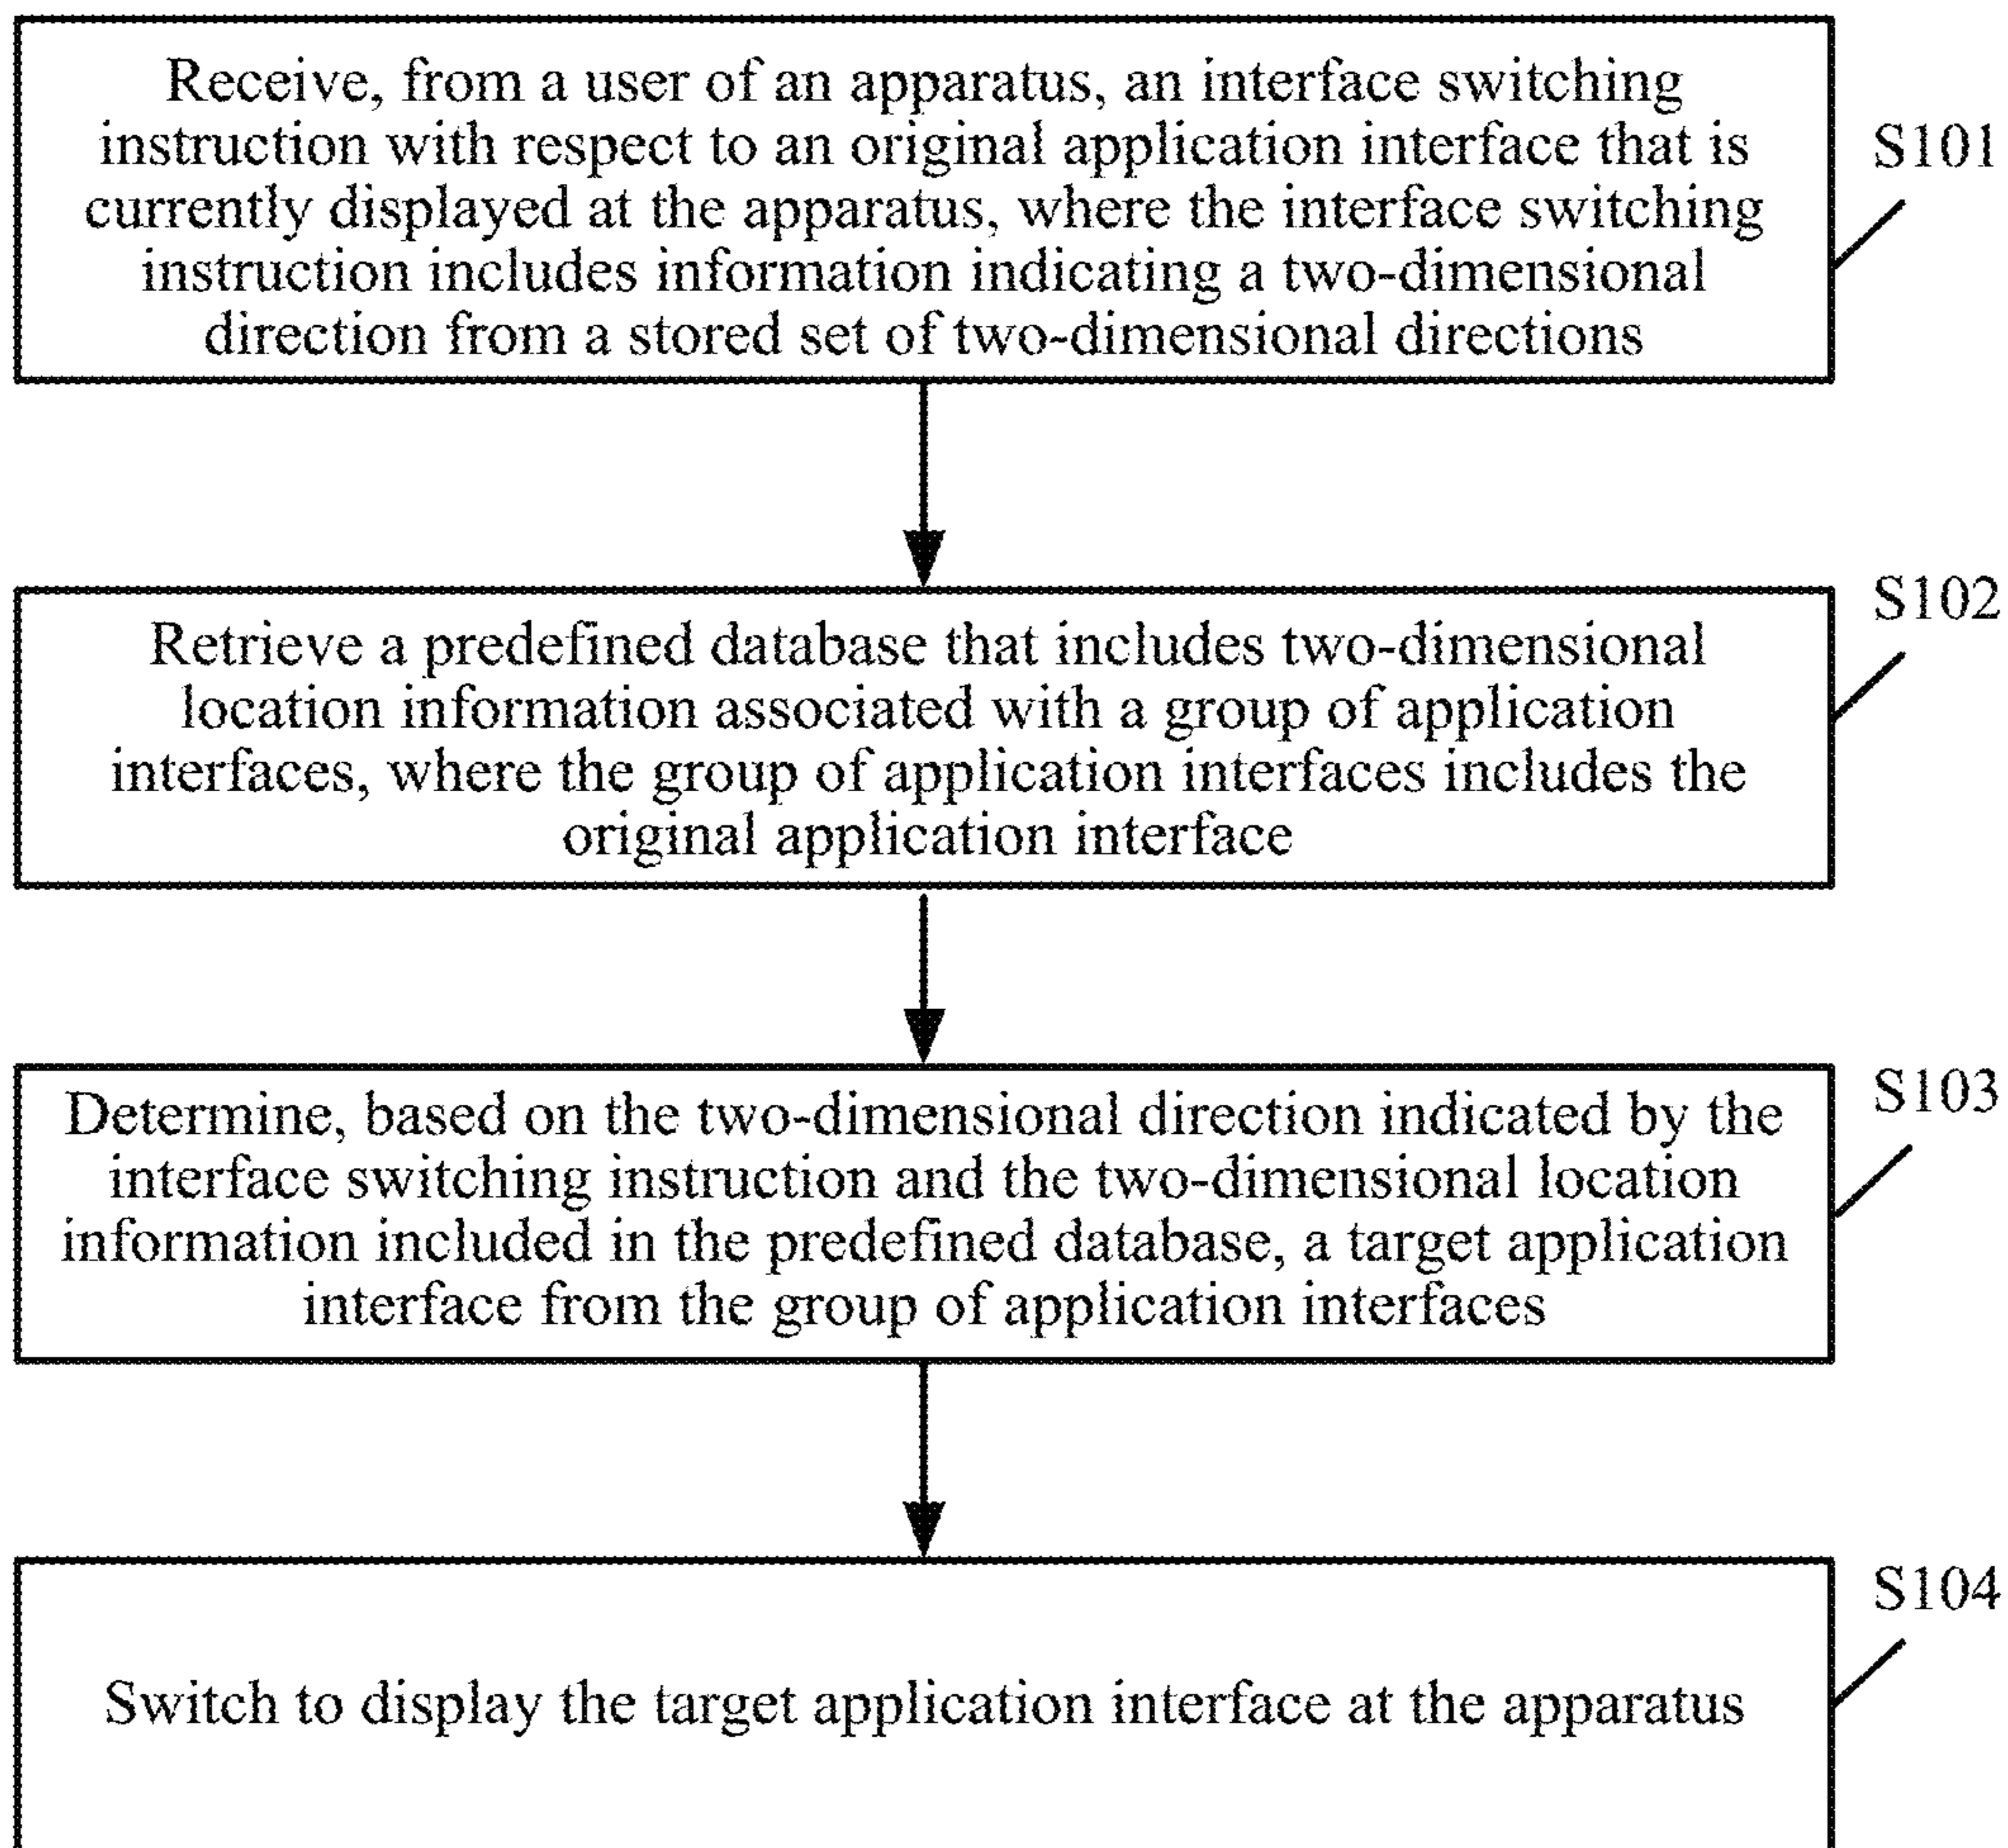 Receive, from a user of an apparatus, an interface switching
instruction with respect to an original application interface that is
currently displayed at the apparatus, where the interface switching
instruction includes information indicating a two-dimensional
direction from a stored set of two-dimensional directions
S101
Retrieve a predefined database that includes two-dimensional
location information associated with a group of application
interfaces, where the group of application interfaces includes the
original application interface
S102
Determine, based on the two-dimensional direction indicated by the
interface switching instruction and the two-dimensional location
information included in the predefined database, a target application
interface from the group of application interfaces
S103
Switch to display the target application interface at the apparatus
S104